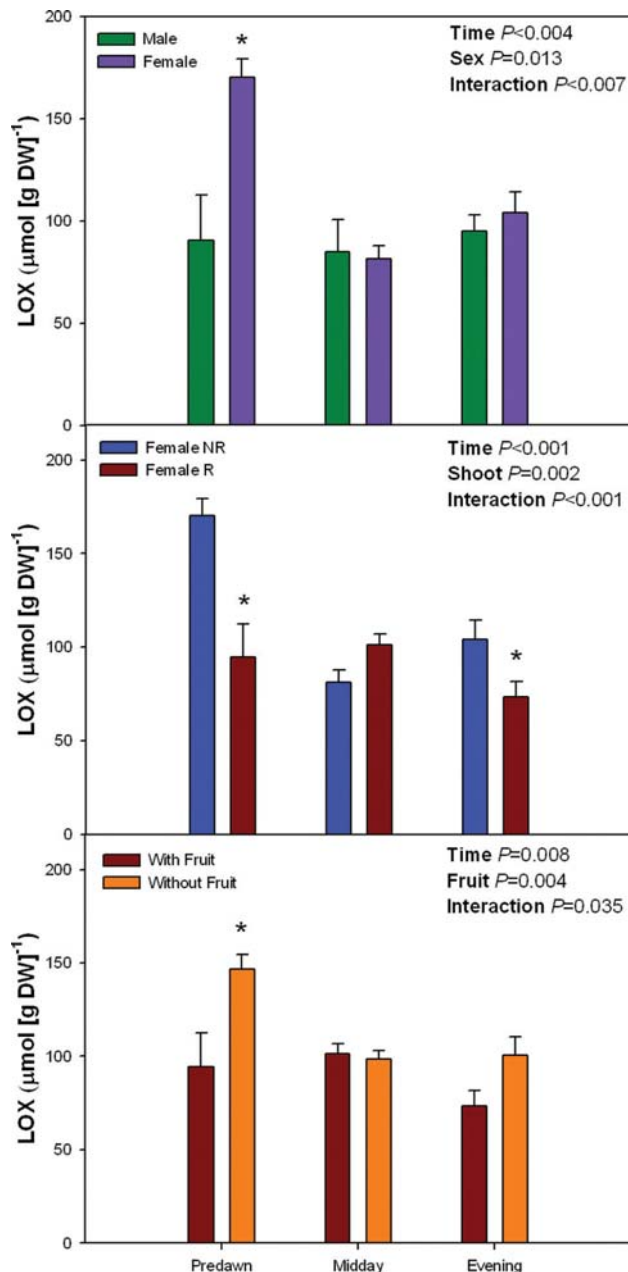 200
Male
Female
*
Time P<0.004
Sex P=0.013
Interaction P<0.007
150
100
50
0
LOX (µmol [g DW]⁻¹)
200
Female NR
Female R
Time P<0.001
Shoot P=0.002
Interaction P<0.001
150
*
*
100
50
0
LOX (µmol [g DW]⁻¹)
200
With Fruit
Without Fruit
*
Time P=0.008
Fruit P=0.004
Interaction P=0.035
150
100
50
0
LOX (µmol [g DW]⁻¹)
Predawn Midday Evening